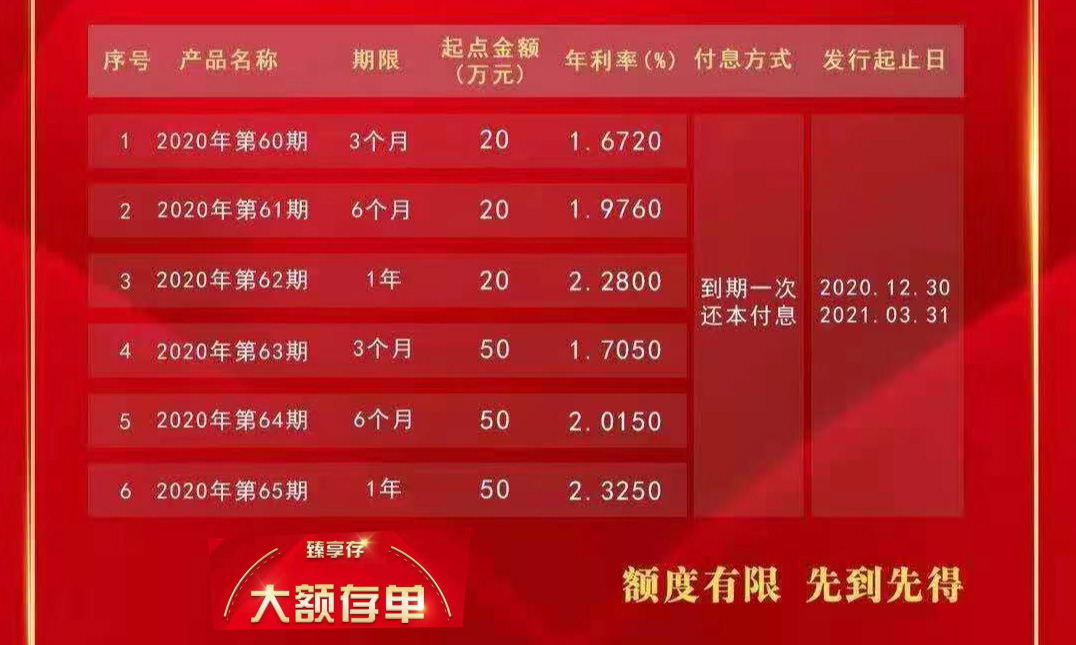 序号 产品名称 期限 起点金额(万元) 年利率(%) 付息方式 发行起止日
1 2020年第60期 3个月 20 1.6720
2 2020年第61期 6个月 20 1.9760
3 2020年第62期 1年 20 2.2800
4 2020年第63期 3个月 50 1.7050
5 2020年第64期 6个月 50 2.0150
6 2020年第65期 1年 50 2.3250
到期一次
还本付息
2020.12.30
2021.03.31
臻享存
大额存单
额度有限 先到先得